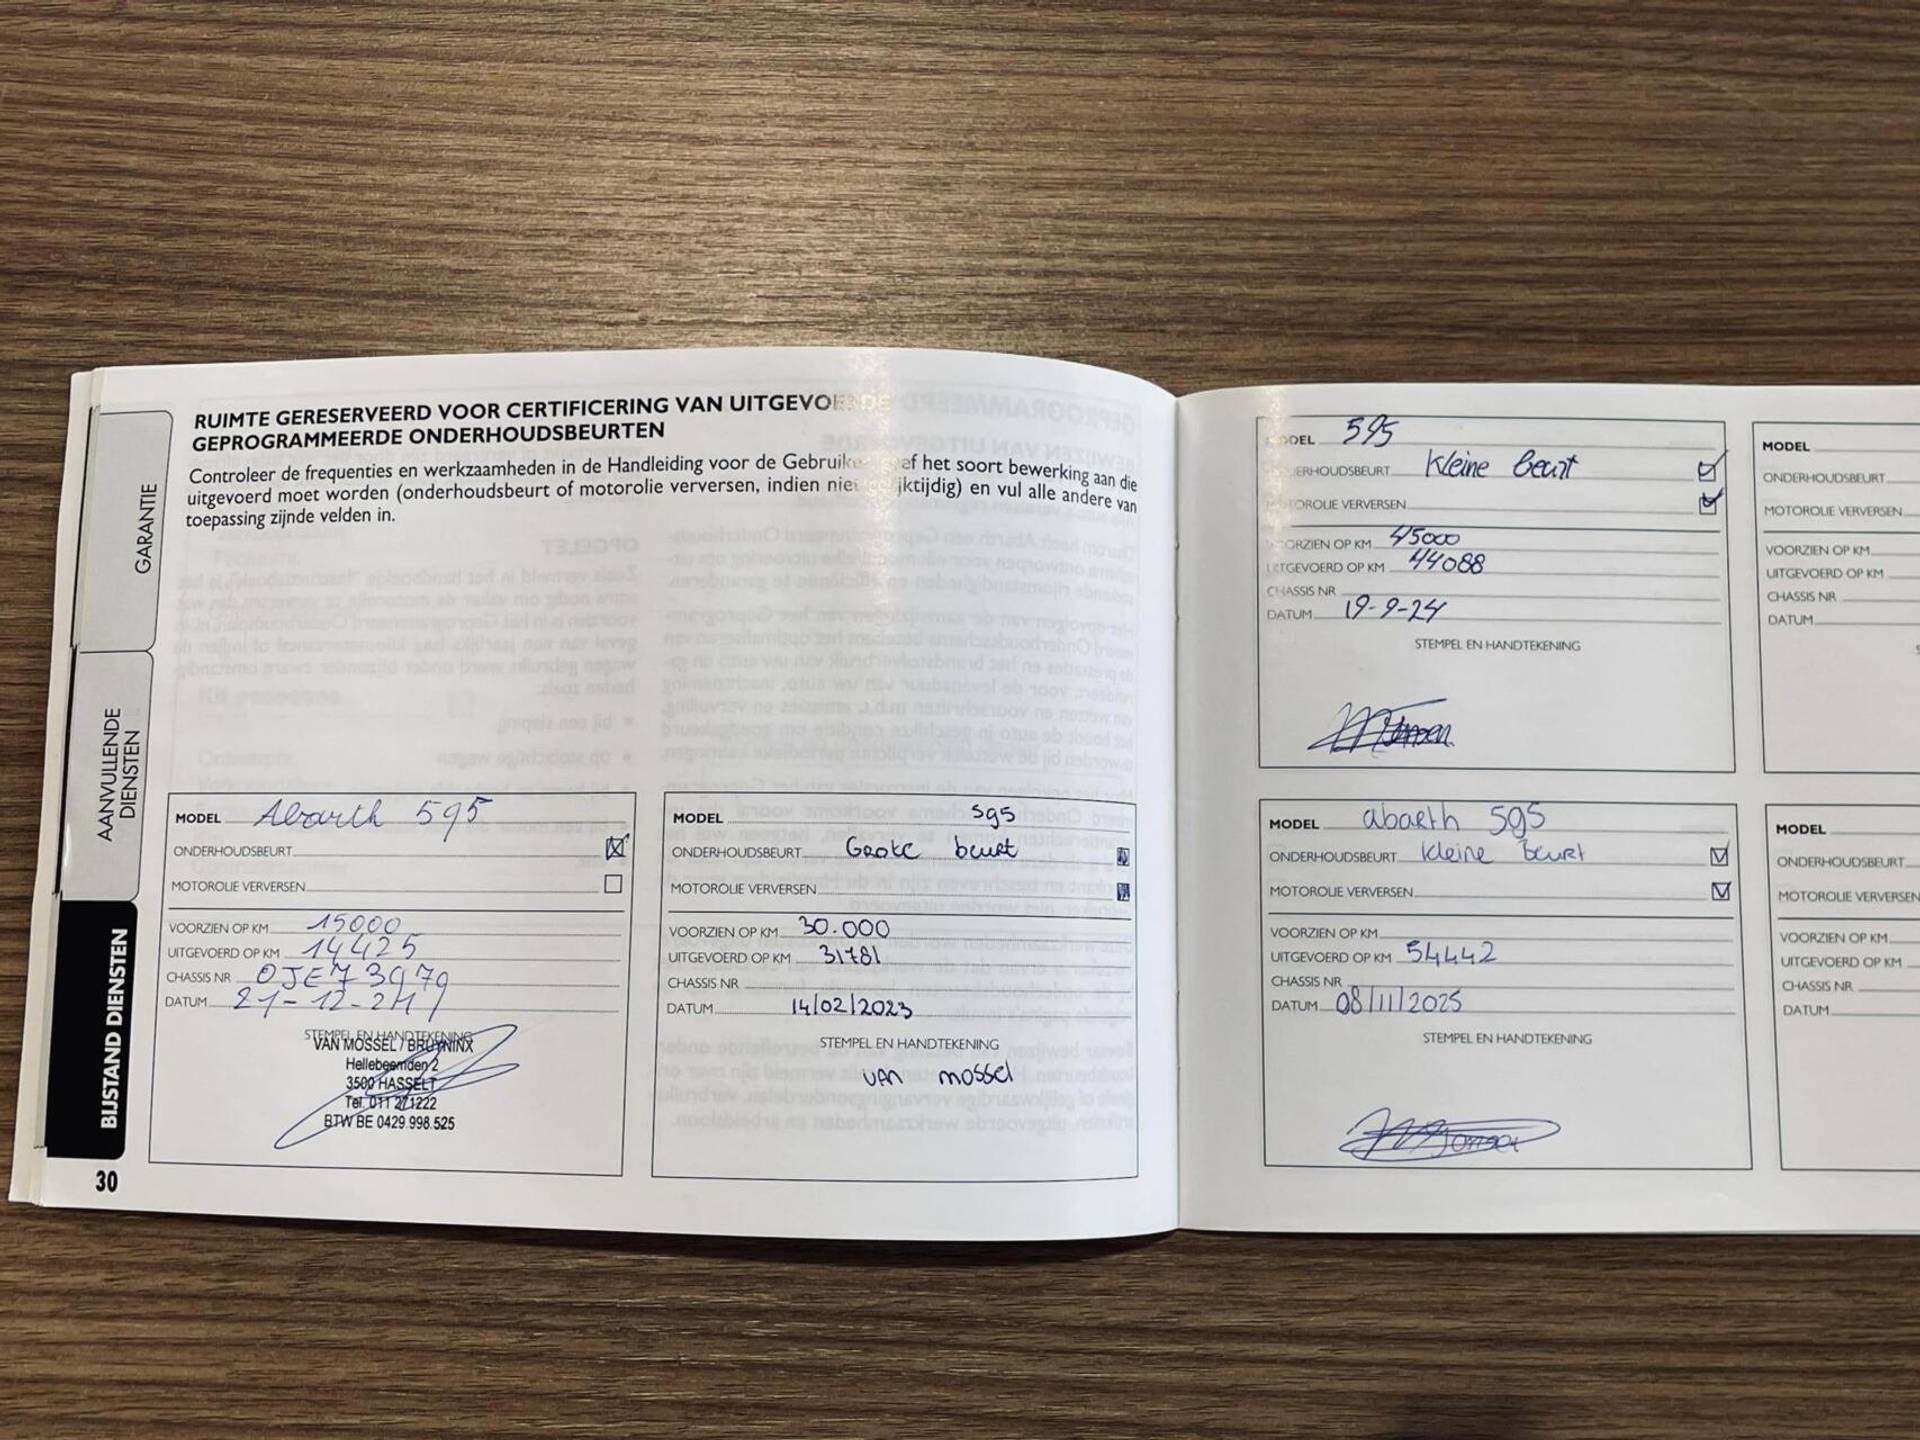 RUIMTE GERESERVEERD VOOR CERTIFICERING VAN UITGEVOERDE
GEPROGRAMMEERDE ONDERHOUDSBEURTEN
Controleer de frequenties en werkzaamheden in de Handleiding voor de Gebruike ef het soort bewerking aan die
uitgevoerd moet worden (onderhoudsbeurt of motorolie verversen, indien niet jktijdig) en vul alle andere van
toepassing zijnde velden in.
GARANTIE
AANVULLENDE
DIENSTEN
BIJSTAND DIENSTEN
30
MODEL Abarth 595
ONDERHOUDSBEURT
MOTOROLIE VERVERSEN
VOORZIEN OP KM 15000
UITGEVOERD OP KM 14425
CHASSIS NR OJE73979
DATUM 21-12-21
STEMPEL EN HANDTEKENING
VAN MOSSEL / BRUYNINX
Hellebeemden 2
3500 HASSELT
Tel. 011 271222
BTW BE 0429.998.525
MODEL 595
ONDERHOUDSBEURT Grote beurt
MOTOROLIE VERVERSEN
VOORZIEN OP KM 30.000
UITGEVOERD OP KM 31781
CHASSIS NR
DATUM 14/02/2023
STEMPEL EN HANDTEKENING
van mossel
MODEL 595
ONDERHOUDSBEURT Kleine beurt
MOTOROLIE VERVERSEN
VOORZIEN OP KM 45000
UITGEVOERD OP KM 44088
CHASSIS NR
DATUM 19-9-24
STEMPEL EN HANDTEKENING
MODEL abarth 595
ONDERHOUDSBEURT kleine beurt
MOTOROLIE VERVERSEN
VOORZIEN OP KM
UITGEVOERD OP KM 54442
CHASSIS NR
DATUM 08/11/2025
STEMPEL EN HANDTEKENING
MODEL
ONDERHOUDSBEURT
MOTOROLIE VERVERSEN
VOORZIEN OP KM
UITGEVOERD OP KM
CHASSIS NR
DATUM
MODEL
ONDERHOUDSBEURT
MOTOROLIE VERVERSEN
VOORZIEN OP KM
UITGEVOERD OP KM
CHASSIS NR
DATUM